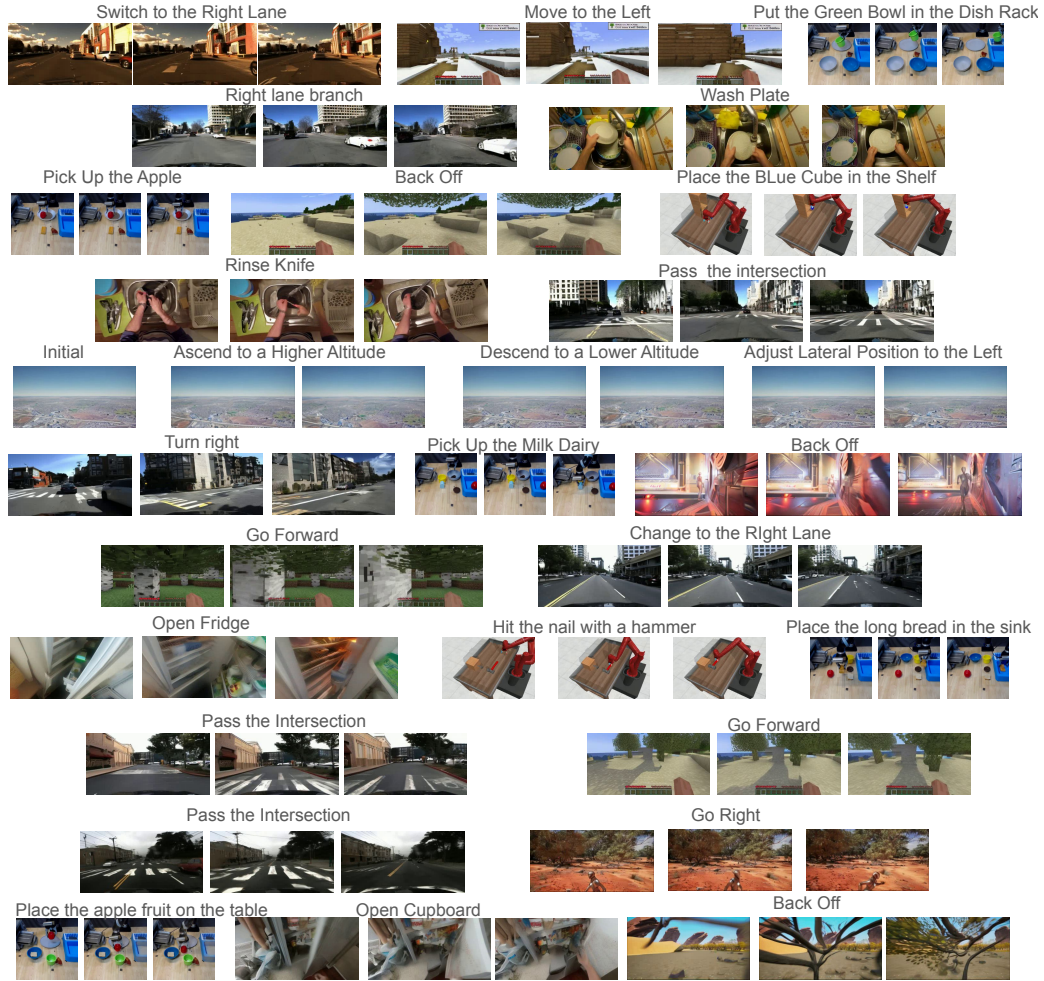 Switch to the Right Lane
Move to the Left
Put the Green Bowl in the Dish Rack
Right lane branch
Wash Plate
Pick Up the Apple
Back Off
Place the BLue Cube in the Shelf
Rinse Knife
Pass the intersection
Initial
Ascend to a Higher Altitude
Descend to a Lower Altitude
Adjust Lateral Position to the Left
Turn right
Pick Up the Milk Dairy
Back Off
Go Forward
Change to the RIght Lane
Open Fridge
Hit the nail with a hammer
Place the long bread in the sink
Pass the Intersection
Go Forward
Pass the Intersection
Go Right
Place the apple fruit on the table
Open Cupboard
Back Off